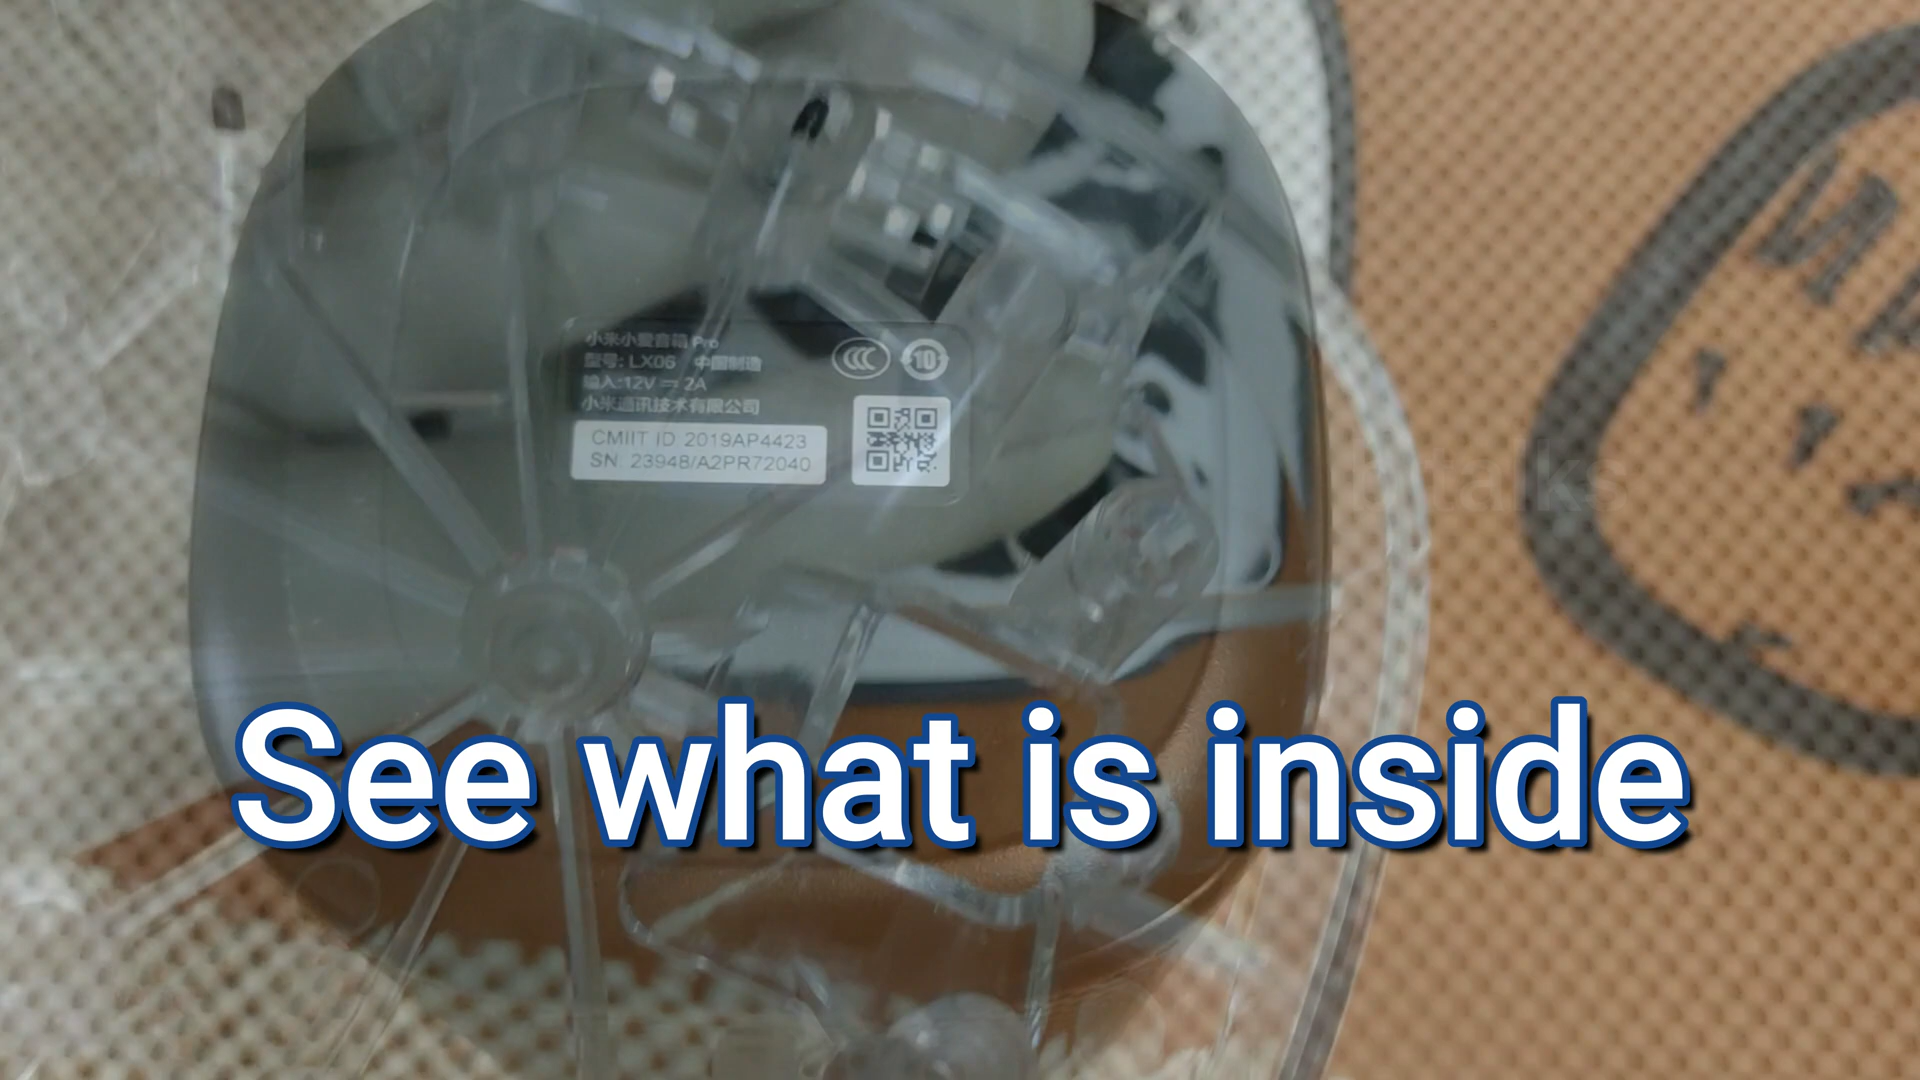 小米小爱音箱 Pro
型号: LX06 中国制造
输入:12V ⎓ 2A
小米通讯技术有限公司
CCC
10
CMIIT ID 2019AP4423
SN: 23948/A2PR72040
See what is inside